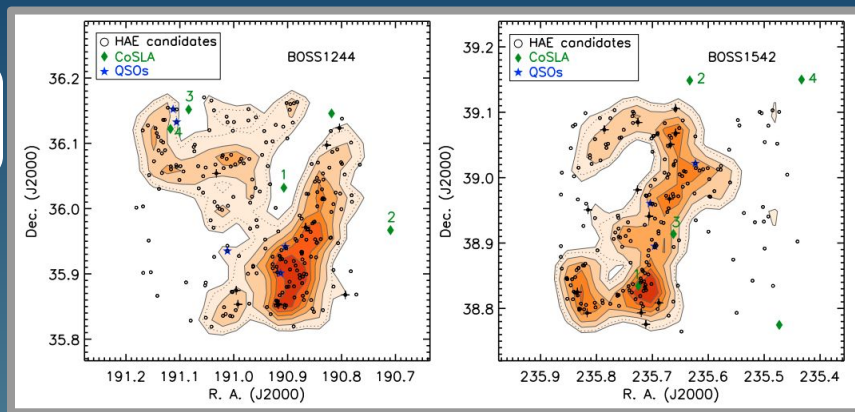 HAE candidates
CoSLA
QSOs
BOSS1244
36.2
36.1
36.0
35.9
35.8
Dec. (J2000)
3
4
1
2
191.2 191.1 191.0 190.9 190.8 190.7
R. A. (J2000)
HAE candidates
CoSLA
QSOs
BOSS1542
39.2
39.1
39.0
38.9
38.8
Dec. (J2000)
2
4
3
1
235.9 235.8 235.7 235.6 235.5 235.4
R. A. (J2000)